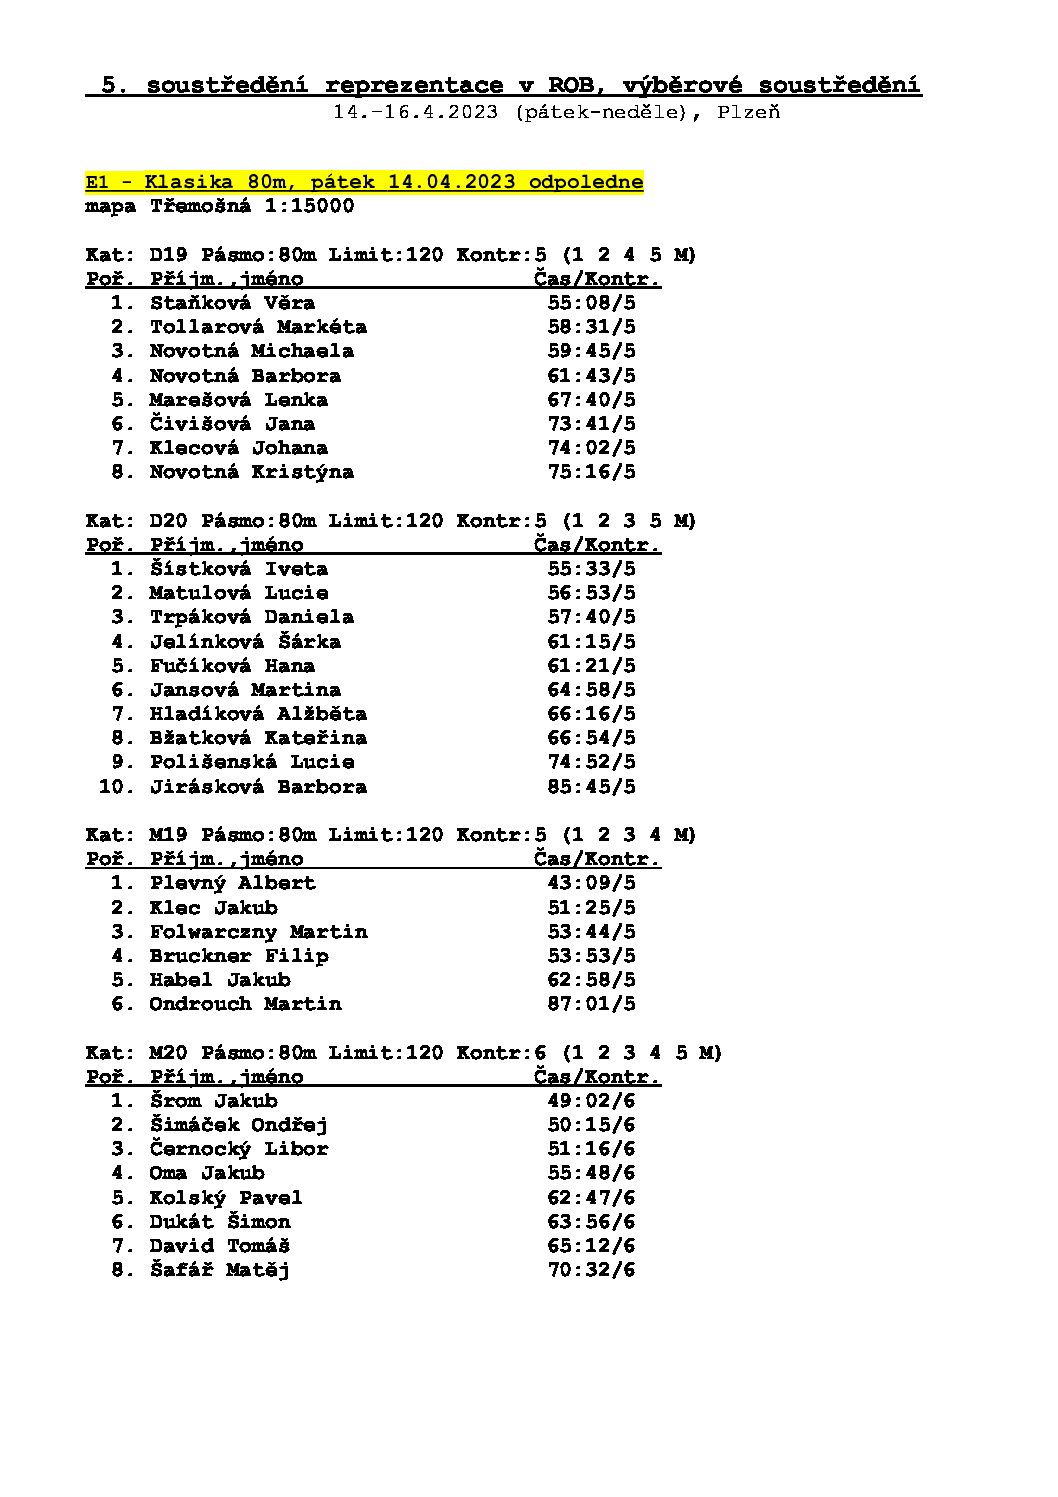 5. soustředění reprezentace v ROB, výběrové soustředění
14.-16.4.2023 (pátek-neděle), Plzeň
E1 - Klasika 80m, pátek 14.04.2023 odpoledne
mapa Třemošná 1:15000
Kat: D19 Pásmo:80m Limit:120 Kontr:5 (1 2 4 5 M)
Poř. Příjm.,jméno Čas/Kontr.
1. Staňková Věra 55:08/5
2. Tollarová Markéta 58:31/5
3. Novotná Michaela 59:45/5
4. Novotná Barbora 61:43/5
5. Marešová Lenka 67:40/5
6. Čivišová Jana 73:41/5
7. Klecová Johana 74:02/5
8. Novotná Kristýna 75:16/5
Kat: D20 Pásmo:80m Limit:120 Kontr:5 (1 2 3 5 M)
Poř. Příjm.,jméno Čas/Kontr.
1. Šístková Iveta 55:33/5
2. Matulová Lucie 56:53/5
3. Trpáková Daniela 57:40/5
4. Jelínková Šárka 61:15/5
5. Fučíková Hana 61:21/5
6. Jansová Martina 64:58/5
7. Hladíková Alžběta 66:16/5
8. Bžatková Kateřina 66:54/5
9. Polišenská Lucie 74:52/5
10. Jirásková Barbora 85:45/5
Kat: M19 Pásmo:80m Limit:120 Kontr:5 (1 2 3 4 M)
Poř. Příjm.,jméno Čas/Kontr.
1. Plevný Albert 43:09/5
2. Klec Jakub 51:25/5
3. Folwarczny Martin 53:44/5
4. Bruckner Filip 53:53/5
5. Habel Jakub 62:58/5
6. Ondrouch Martin 87:01/5
Kat: M20 Pásmo:80m Limit:120 Kontr:6 (1 2 3 4 5 M)
Poř. Příjm.,jméno Čas/Kontr.
1. Šrom Jakub 49:02/6
2. Šimáček Ondřej 50:15/6
3. Černocký Libor 51:16/6
4. Oma Jakub 55:48/6
5. Kolský Pavel 62:47/6
6. Dukát Šimon 63:56/6
7. David Tomáš 65:12/6
8. Šafář Matěj 70:32/6